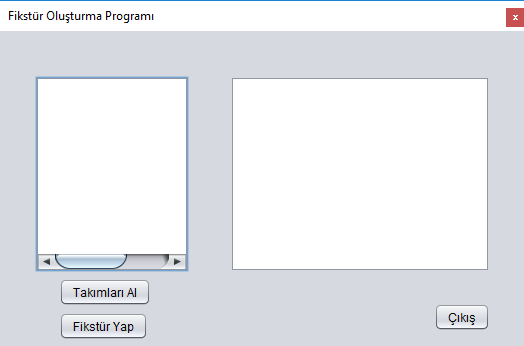 Fikstür Oluşturma Programı
x
Takımları Al
Fikstür Yap
Çıkış